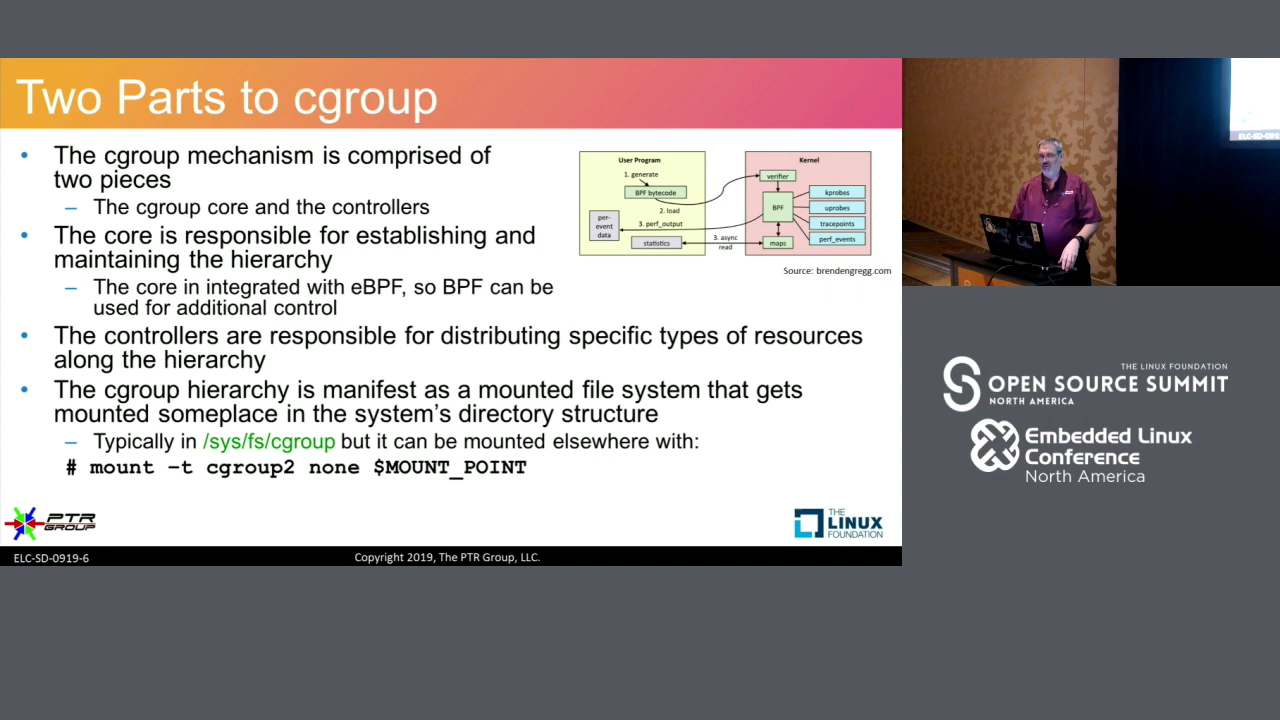 Two Parts to cgroup
• The cgroup mechanism is comprised of
two pieces
– The cgroup core and the controllers
• The core is responsible for establishing and
maintaining the hierarchy
– The core in integrated with eBPF, so BPF can be
used for additional control
• The controllers are responsible for distributing specific types of resources
along the hierarchy
• The cgroup hierarchy is manifest as a mounted file system that gets
mounted someplace in the system's directory structure
– Typically in /sys/fs/cgroup but it can be mounted elsewhere with:
# mount –t cgroup2 none $MOUNT_POINT
User Program
1. generate
BPF bytecode
2. load
per-
event
data
3. perf_output
statistics
3. async
read
Kernel
verifier
BPF
maps
kprobes
uprobes
tracepoints
perf_events
Source: brendengregg.com
PTR
GROUP
THE
LINUX
FOUNDATION
ELC-SD-0919-6
Copyright 2019, The PTR Group, LLC.
ELC-SD-091
THE LINUX FOUNDATION
OPEN SOURCE SUMMIT
NORTH AMERICA
Embedded Linux
Conference
North America